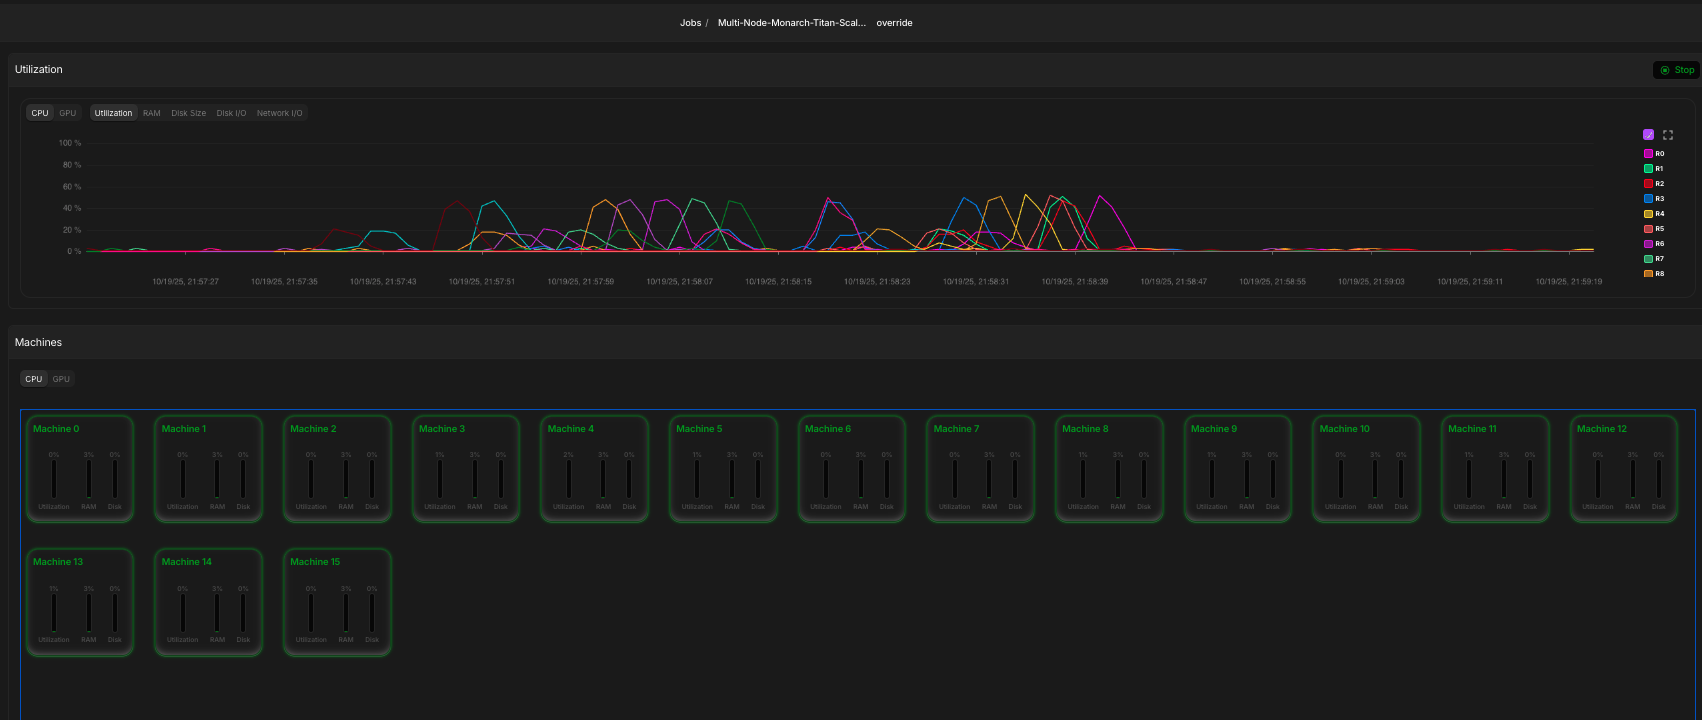 Jobs / Multi-Node-Monarch-Titan-Scal... override
Utilization
Stop
CPU GPU Utilization RAM Disk Size Disk I/O Network I/O
100 %
80 %
60 %
40 %
20 %
0 %
10/19/25, 21:57:27 10/19/25, 21:57:35 10/19/25, 21:57:43 10/19/25, 21:57:51 10/19/25, 21:57:59 10/19/25, 21:58:07 10/19/25, 21:58:15 10/19/25, 21:58:23 10/19/25, 21:58:31 10/19/25, 21:58:39 10/19/25, 21:58:47 10/19/25, 21:58:55 10/19/25, 21:59:03 10/19/25, 21:59:11 10/19/25, 21:59:19
R0
R1
R2
R3
R4
R5
R6
R7
R8
Machines
CPU GPU
Machine 0 Machine 1 Machine 2 Machine 3 Machine 4 Machine 5 Machine 6 Machine 7 Machine 8 Machine 9 Machine 10 Machine 11 Machine 12
0% 3% 0% 0% 3% 0% 0% 3% 0% 1% 3% 0% 2% 3% 0% 1% 3% 0% 0% 3% 0% 0% 3% 0% 1% 3% 0% 1% 3% 0% 0% 3% 0% 1% 3% 0% 0% 3% 0%
Utilization RAM Disk Utilization RAM Disk Utilization RAM Disk Utilization RAM Disk Utilization RAM Disk Utilization RAM Disk Utilization RAM Disk Utilization RAM Disk Utilization RAM Disk Utilization RAM Disk Utilization RAM Disk Utilization RAM Disk Utilization RAM Disk
Machine 13 Machine 14 Machine 15
1% 3% 0% 0% 3% 0% 0% 3% 0%
Utilization RAM Disk Utilization RAM Disk Utilization RAM Disk